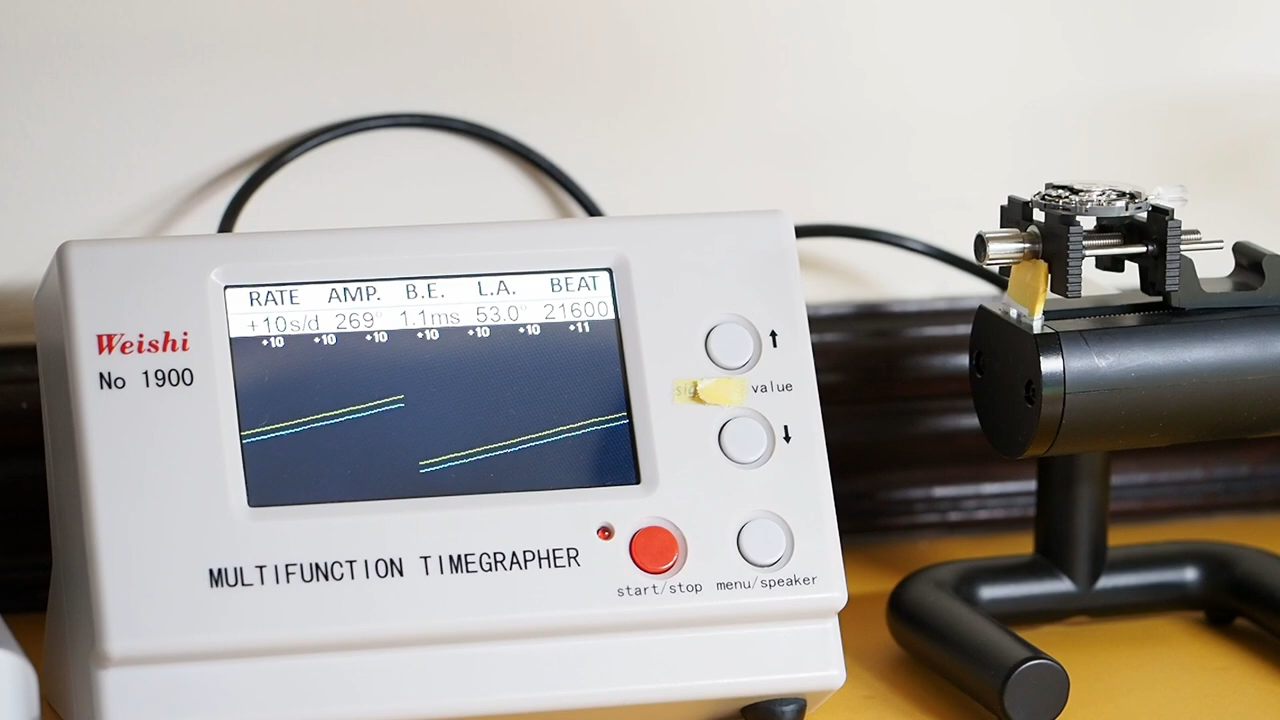 RATE AMP. B.E. L.A. BEAT
+10s/d 269° 1.1ms 53.0° 21600
+10 +10 +10 +10 +10 +10 +11
Weishi
No 1900
value
MULTIFUNCTION TIMEGRAPHER
start/stop menu/speaker